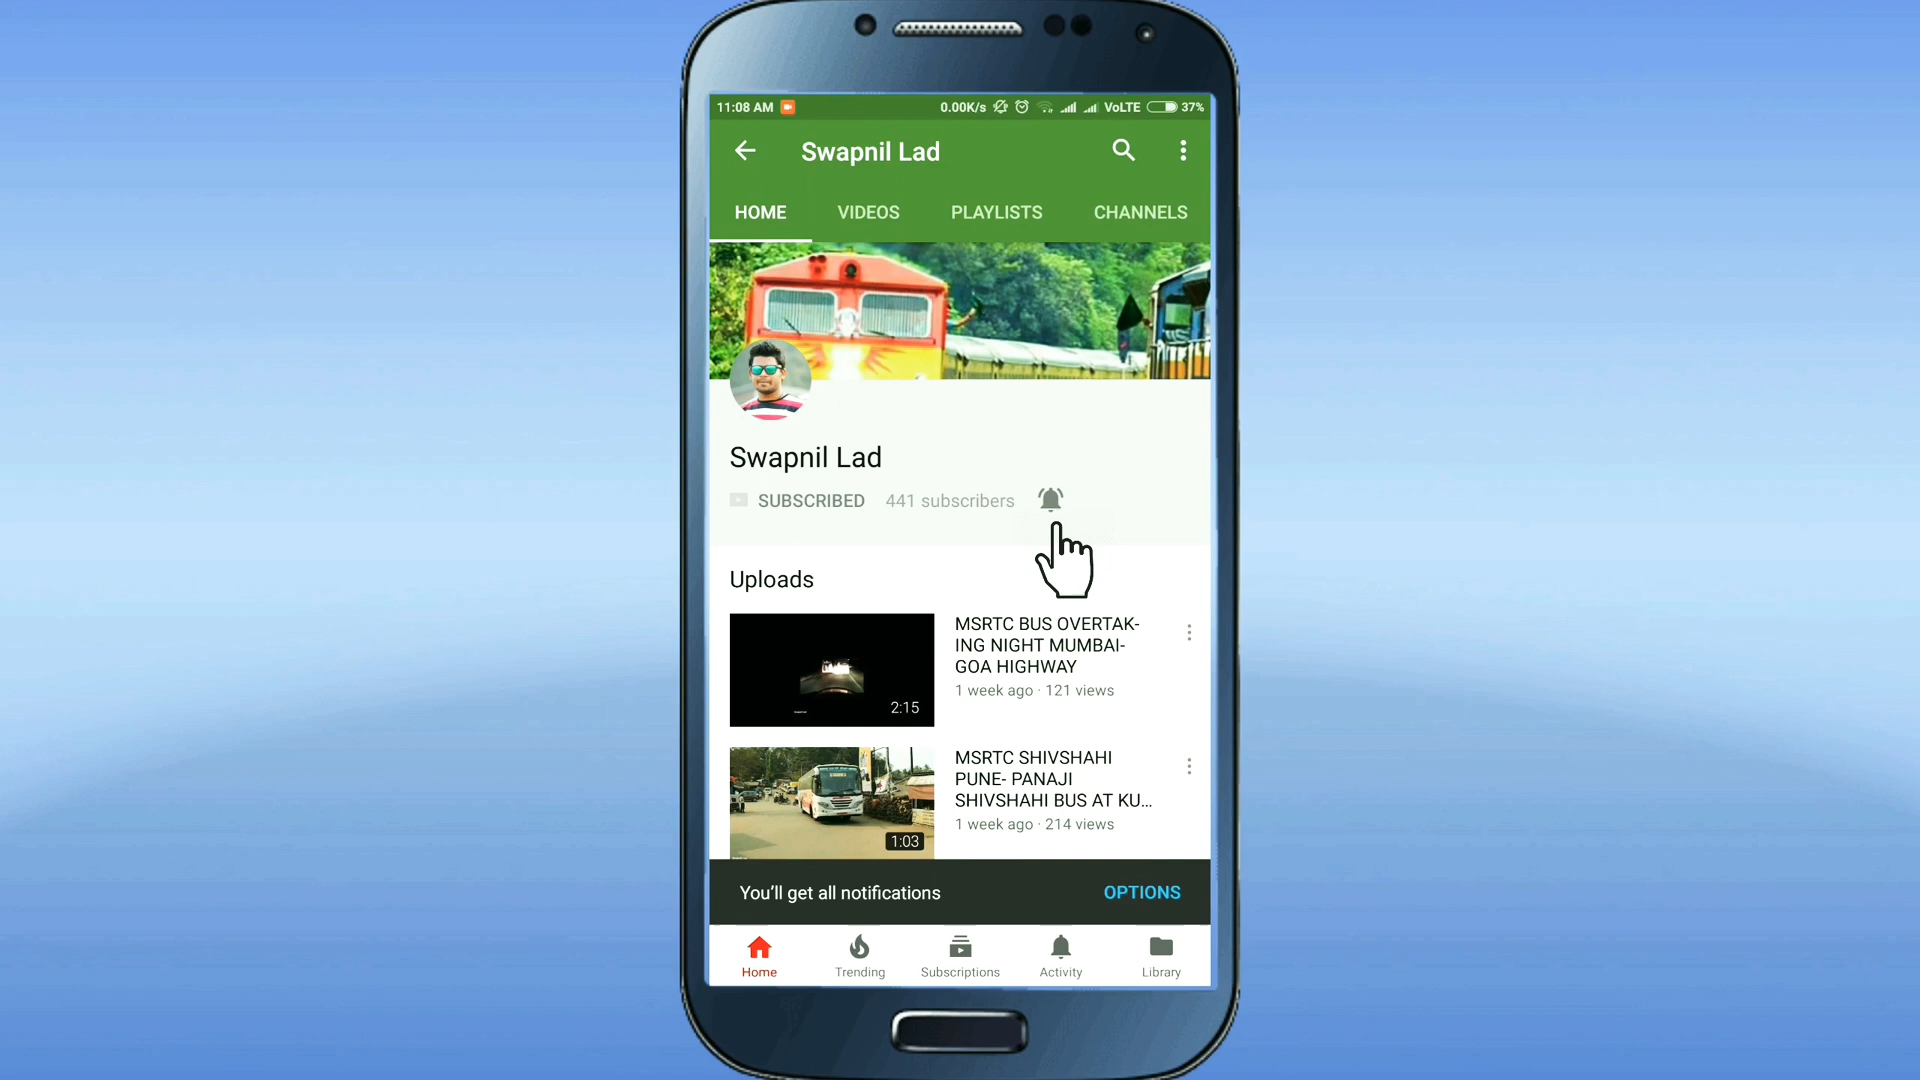 11:08 AM 0.00K/s VoLTE 37%
Swapnil Lad
HOME VIDEOS PLAYLISTS CHANNELS
Swapnil Lad
SUBSCRIBED 441 subscribers
Uploads
MSRTC BUS OVERTAK-
ING NIGHT MUMBAI-
GOA HIGHWAY
1 week ago · 121 views
2:15
MSRTC SHIVSHAHI
PUNE- PANAJI
SHIVSHAHI BUS AT KU...
1 week ago · 214 views
1:03
You'll get all notifications OPTIONS
Home Trending Subscriptions Activity Library